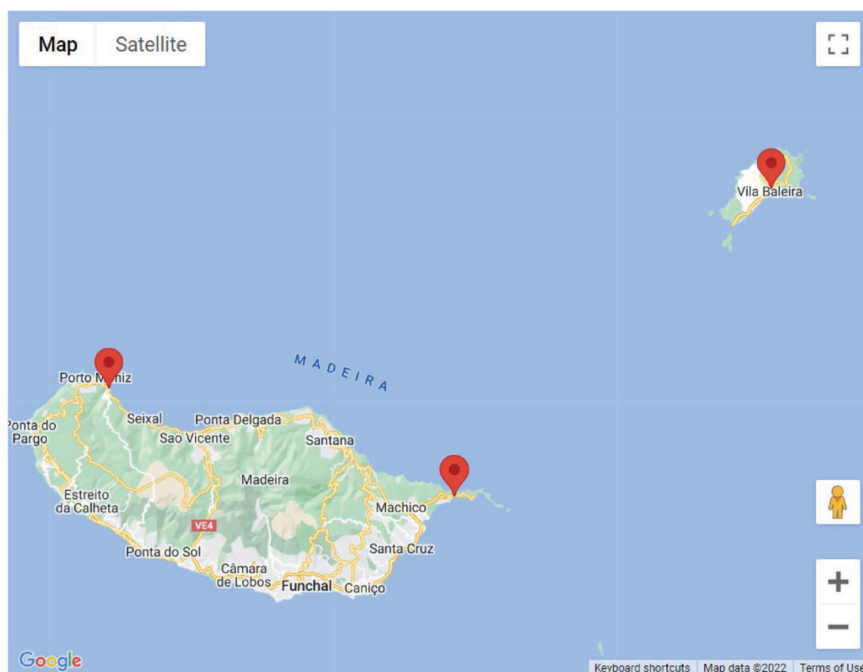 Map Satellite
Vila Baleira
MADEIRA
Porto Moniz
Seixal
Ponta Delgada
Ponta do
Pargo
Sao Vicente
Santana
Madeira
Estreito
da Calheta
Machico
VE4
Ponta do Sol
Santa Cruz
Câmara
de Lobos
Funchal
Caniço
Google
Keyboard shortcuts Map data ©2022 Terms of Use